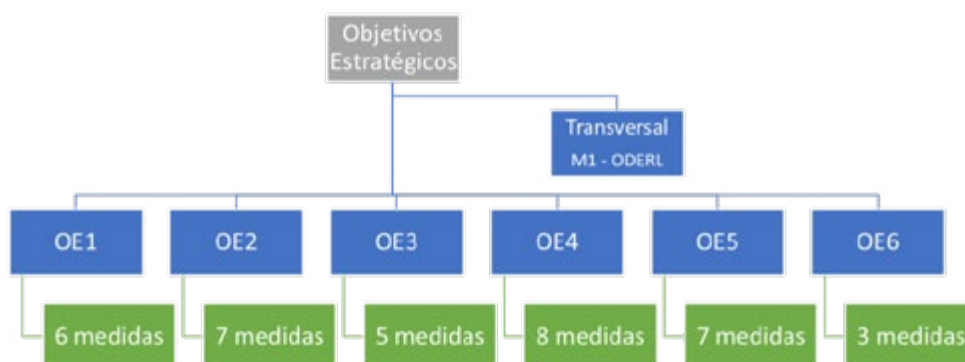 Objetivos
Estratégicos
Transversal
M1 - ODERL
OE1
OE2
OE3
OE4
OE5
OE6
6 medidas
7 medidas
5 medidas
8 medidas
7 medidas
3 medidas